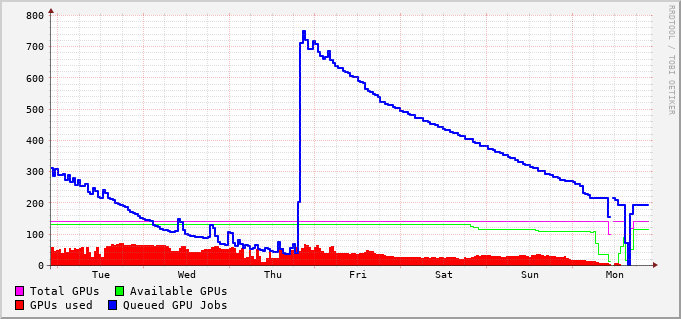 800
700
600
500
400
300
200
100
0
Tue Wed Thu Fri Sat Sun Mon
Total GPUs Available GPUs
GPUs used Queued GPU Jobs
RRDTOOL / TOBI OETIKER